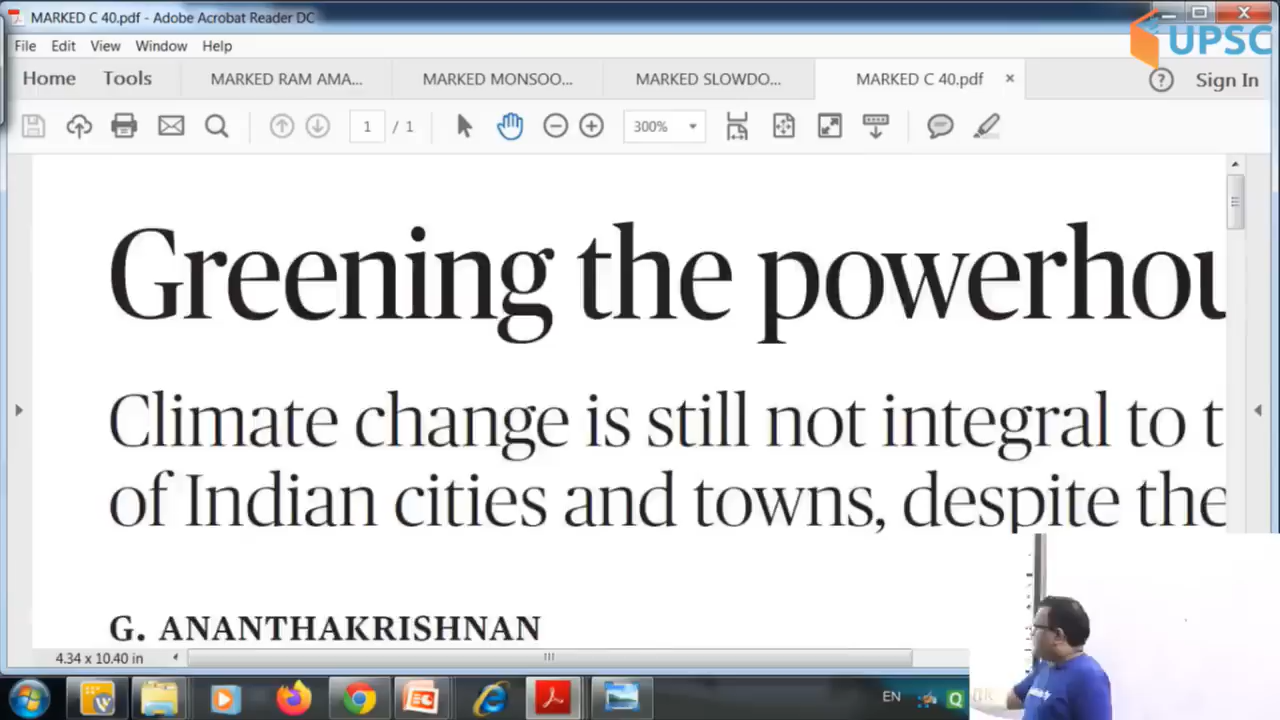 MARKED C 40.pdf - Adobe Acrobat Reader DC
UPSC
File Edit View Window Help
Home Tools MARKED RAM AMA... MARKED MONSOO... MARKED SLOWDO... MARKED C 40.pdf × ? Sign In
1 / 1 300%
Greening the powerhou
Climate change is still not integral to t
of Indian cities and towns, despite the
G. ANANTHAKRISHNAN
4.34 x 10.40 in
EN